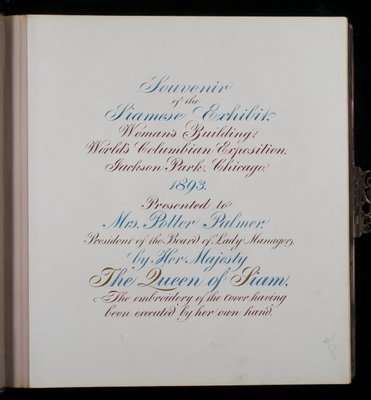 Souvenir
of the
Siamese Exhibit
Woman's Building,
World's Columbian Exposition,
Jackson Park, Chicago,
1893.
Presented to
Mrs. Potter Palmer,
President of the Board of Lady Managers,
by Her Majesty
The Queen of Siam,
The embroidery of the Cover having
been executed by her own hand.